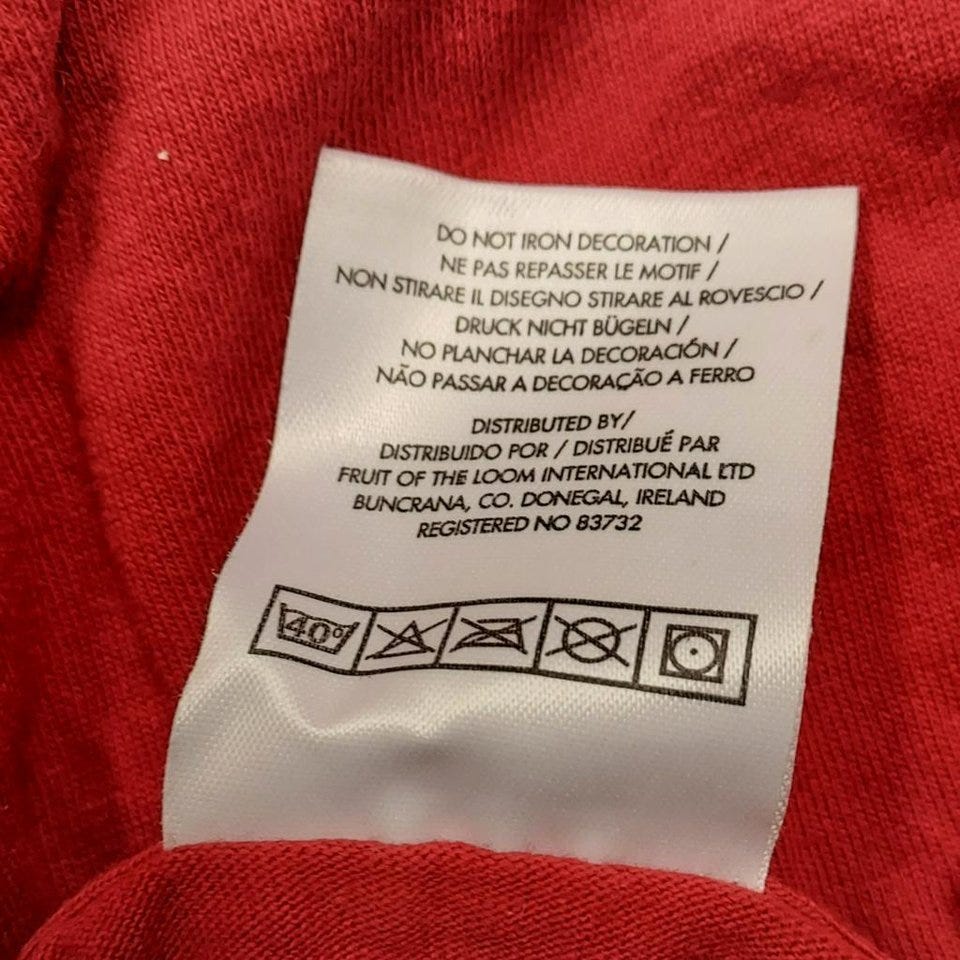 DO NOT IRON DECORATION /
NE PAS REPASSER LE MOTIF /
NON STIRARE IL DISEGNO STIRARE AL ROVESCIO /
DRUCK NICHT BÜGELN /
NO PLANCHAR LA DECORACIÓN /
NÃO PASSAR A DECORAÇÃO A FERRO
DISTRIBUTED BY/
DISTRIBUIDO POR / DISTRIBUÉ PAR
FRUIT OF THE LOOM INTERNATIONAL LTD
BUNCRANA, CO. DONEGAL, IRELAND
REGISTERED NO 83732
40°